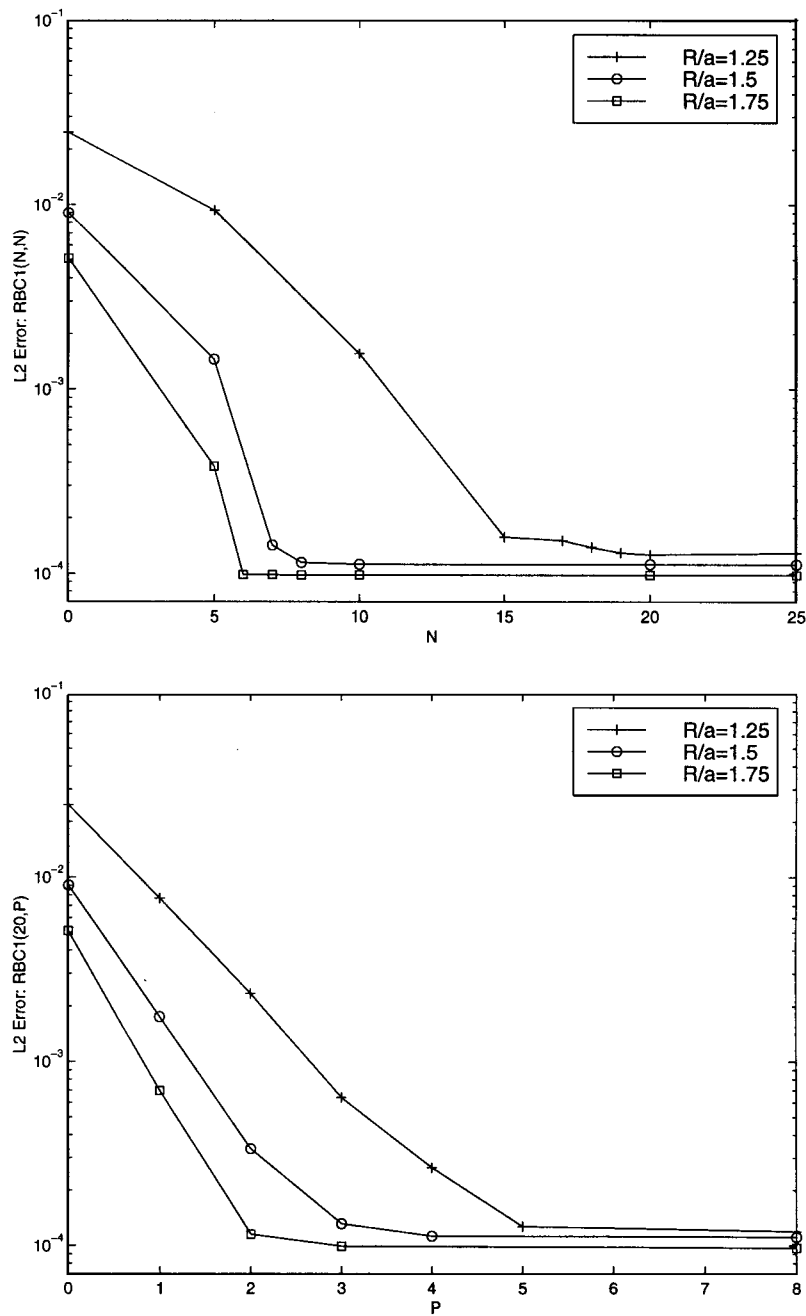 10⁻¹
R/a=1.25
R/a=1.5
R/a=1.75
10⁻²
L2 Error: RBC1(N,N)
10⁻³
10⁻⁴
0 5 10 15 20 25
N
10⁻¹
R/a=1.25
R/a=1.5
R/a=1.75
10⁻²
L2 Error: RBC1(20,P)
10⁻³
10⁻⁴
0 1 2 3 4 5 6 7 8
P